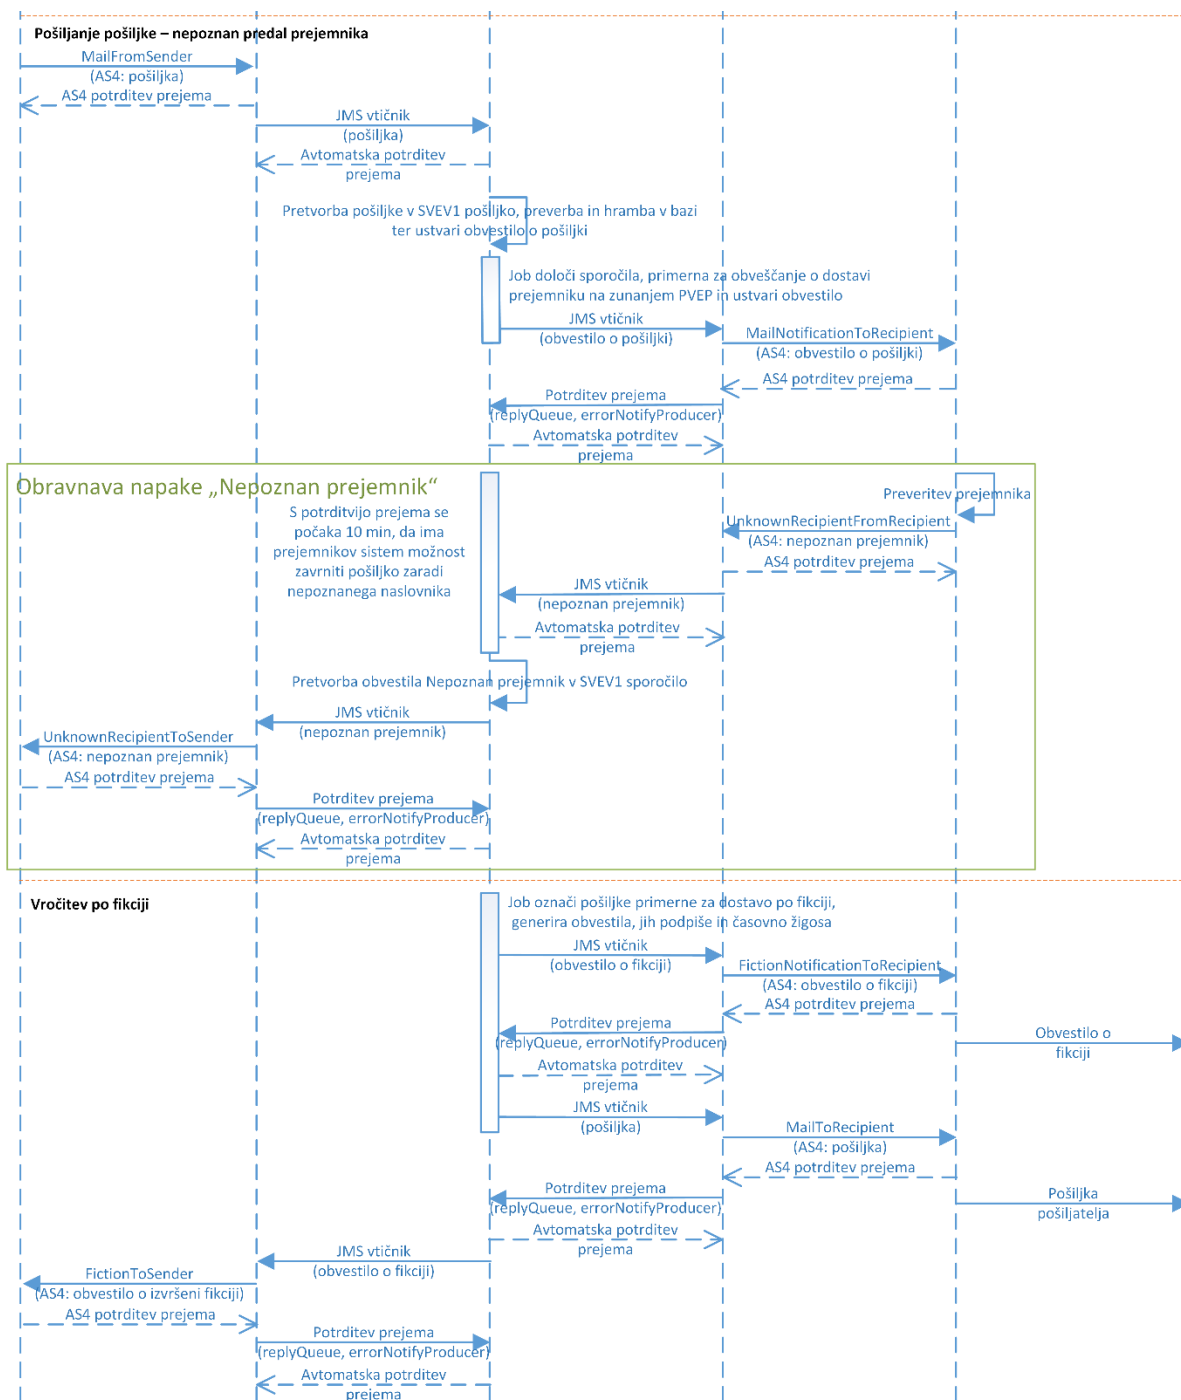 Pošiljanje pošiljke – nepoznan predal prejemnika
MailFromSender
(AS4: pošiljka)
AS4 potrditev prejema
JMS vtičnik
(pošiljka)
Avtomatska potrditev
prejema
Pretvorba pošiljke v SVEV1 pošiljko, preverba in hramba v bazi
ter ustvari obvestilo o pošiljki
Job določi sporočila, primerna za obveščanje o dostavi
prejemniku na zunanjem PVEP in ustvari obvestilo
JMS vtičnik
(obvestilo o pošiljki)
MailNotificationToRecipient
(AS4: obvestilo o pošiljki)
AS4 potrditev prejema
Potrditev prejema
(replyQueue, errorNotifyProducer)
Avtomatska potrditev
prejema
Obravnava napake „Nepoznan prejemnik“
S potrditvijo prejema se
počaka 10 min, da ima
prejemnikov sistem možnost
zavrniti pošiljko zaradi
nepoznanega naslovnika
Preveritev prejemnika
UnknownRecipientFromRecipient
(AS4: nepoznan prejemnik)
AS4 potrditev prejema
JMS vtičnik
(nepoznan prejemnik)
Avtomatska potrditev
prejema
Pretvorba obvestila Nepoznan prejemnik v SVEV1 sporočilo
JMS vtičnik
(nepoznan prejemnik)
UnknownRecipientToSender
(AS4: nepoznan prejemnik)
AS4 potrditev prejema
Potrditev prejema
(replyQueue, errorNotifyProducer)
Avtomatska potrditev
prejema
Vročitev po fikciji
Job označi pošiljke primerne za dostavo po fikciji,
generira obvestila, jih podpiše in časovno žigosa
JMS vtičnik
(obvestilo o fikciji)
FictionNotificationToRecipient
(AS4: obvestilo o fikciji)
AS4 potrditev prejema
Potrditev prejema
(replyQueue, errorNotifyProducer)
Obvestilo o
fikciji
Avtomatska potrditev
prejema
JMS vtičnik
(pošiljka)
MailToRecipient
(AS4: pošiljka)
AS4 potrditev prejema
Potrditev prejema
(replyQueue, errorNotifyProducer)
Pošiljka
pošiljatelja
Avtomatska potrditev
prejema
JMS vtičnik
(obvestilo o fikciji)
FictionToSender
(AS4: obvestilo o izvršeni fikciji)
AS4 potrditev prejema
Potrditev prejema
(replyQueue, errorNotifyProducer)
Avtomatska potrditev
prejema